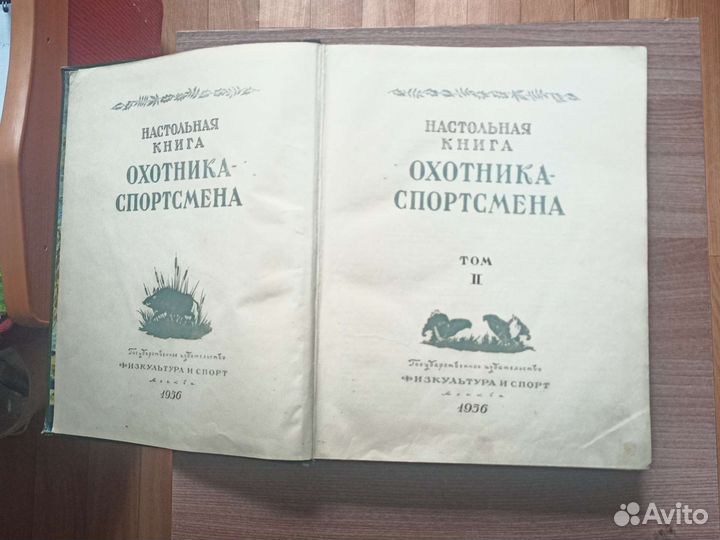 НАСТОЛЬНАЯ
КНИГА
ОХОТНИКА-
СПОРТСМЕНА
Государственное издательство
ФИЗКУЛЬТУРА И СПОРТ
Москва
1956
НАСТОЛЬНАЯ
КНИГА
ОХОТНИКА-
СПОРТСМЕНА
ТОМ
II
Государственное издательство
ФИЗКУЛЬТУРА И СПОРТ
Москва
1956
Avito